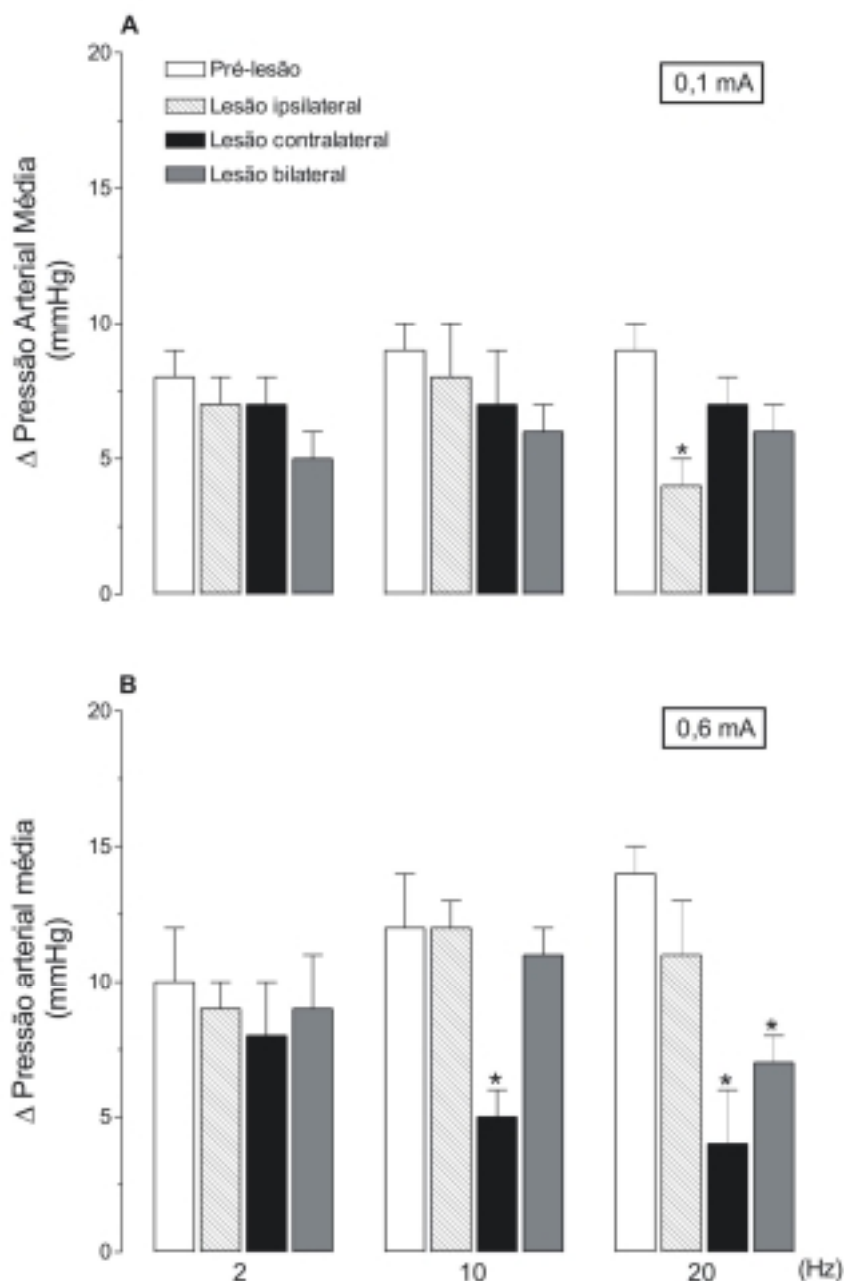 A
20
Pré-lesão
0,1 mA
Lesão ipsilateral
Lesão contralateral
Lesão bilateral
15
Δ Pressão Arterial Média
(mmHg)
10
*
5
0
B
20
0,6 mA
15
Δ Pressão arterial média
(mmHg)
10
*
*
*
5
0
2 10 20 (Hz)